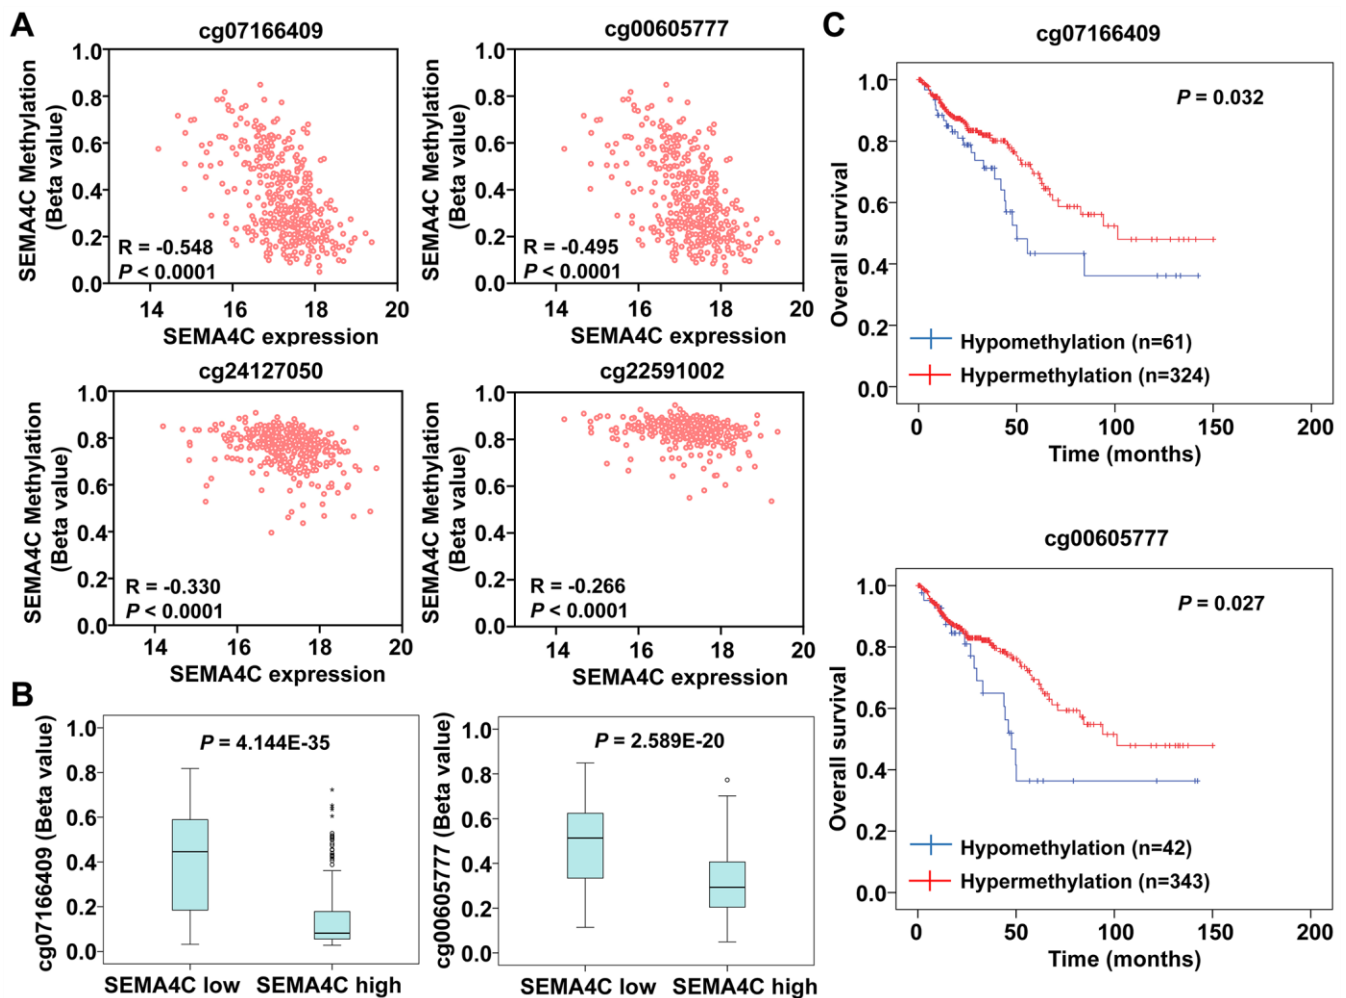 A
cg07166409
SEMA4C Methylation
(Beta value)
1.0
0.8
0.6
0.4
0.2
0.0
R = -0.548
P < 0.0001
14 16 18 20
SEMA4C expression
cg00605777
SEMA4C Methylation
(Beta value)
1.0
0.8
0.6
0.4
0.2
0.0
R = -0.495
P < 0.0001
14 16 18 20
SEMA4C expression
cg24127050
SEMA4C Methylation
(Beta value)
1.0
0.8
0.6
0.4
0.2
0.0
R = -0.330
P < 0.0001
14 16 18 20
SEMA4C expression
cg22591002
SEMA4C Methylation
(Beta value)
1.0
0.8
0.6
0.4
0.2
0.0
R = -0.266
P < 0.0001
14 16 18 20
SEMA4C expression
B
cg07166409 (Beta value)
1.0
0.8
0.6
0.4
0.2
0.0
P = 4.144E-35
SEMA4C low SEMA4C high
cg00605777 (Beta value)
1.0
0.8
0.6
0.4
0.2
0.0
P = 2.589E-20
SEMA4C low SEMA4C high
C
cg07166409
Overall survival
1.0
0.8
0.6
0.4
0.2
0.0
P = 0.032
Hypomethylation (n=61)
Hypermethylation (n=324)
0 50 100 150 200
Time (months)
cg00605777
Overall survival
1.0
0.8
0.6
0.4
0.2
0.0
P = 0.027
Hypomethylation (n=42)
Hypermethylation (n=343)
0 50 100 150 200
Time (months)